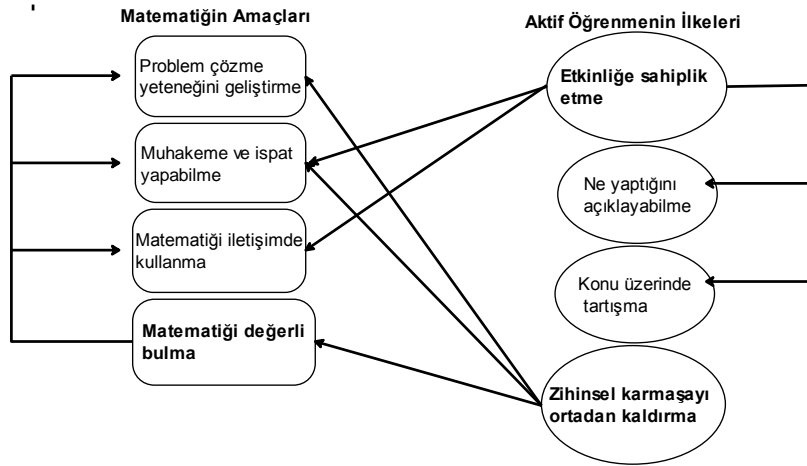 Matematiğin Amaçları
Problem çözme
yeteneğini geliştirme
Muhakeme ve ispat
yapabilme
Matematiği iletişimde
kullanma
Matematiği değerli
bulma
Aktif Öğrenmenin İlkeleri
Etkinliğe sahiplik
etme
Ne yaptığını
açıklayabilme
Konu üzerinde
tartışma
Zihinsel karmaşayı
ortadan kaldırma